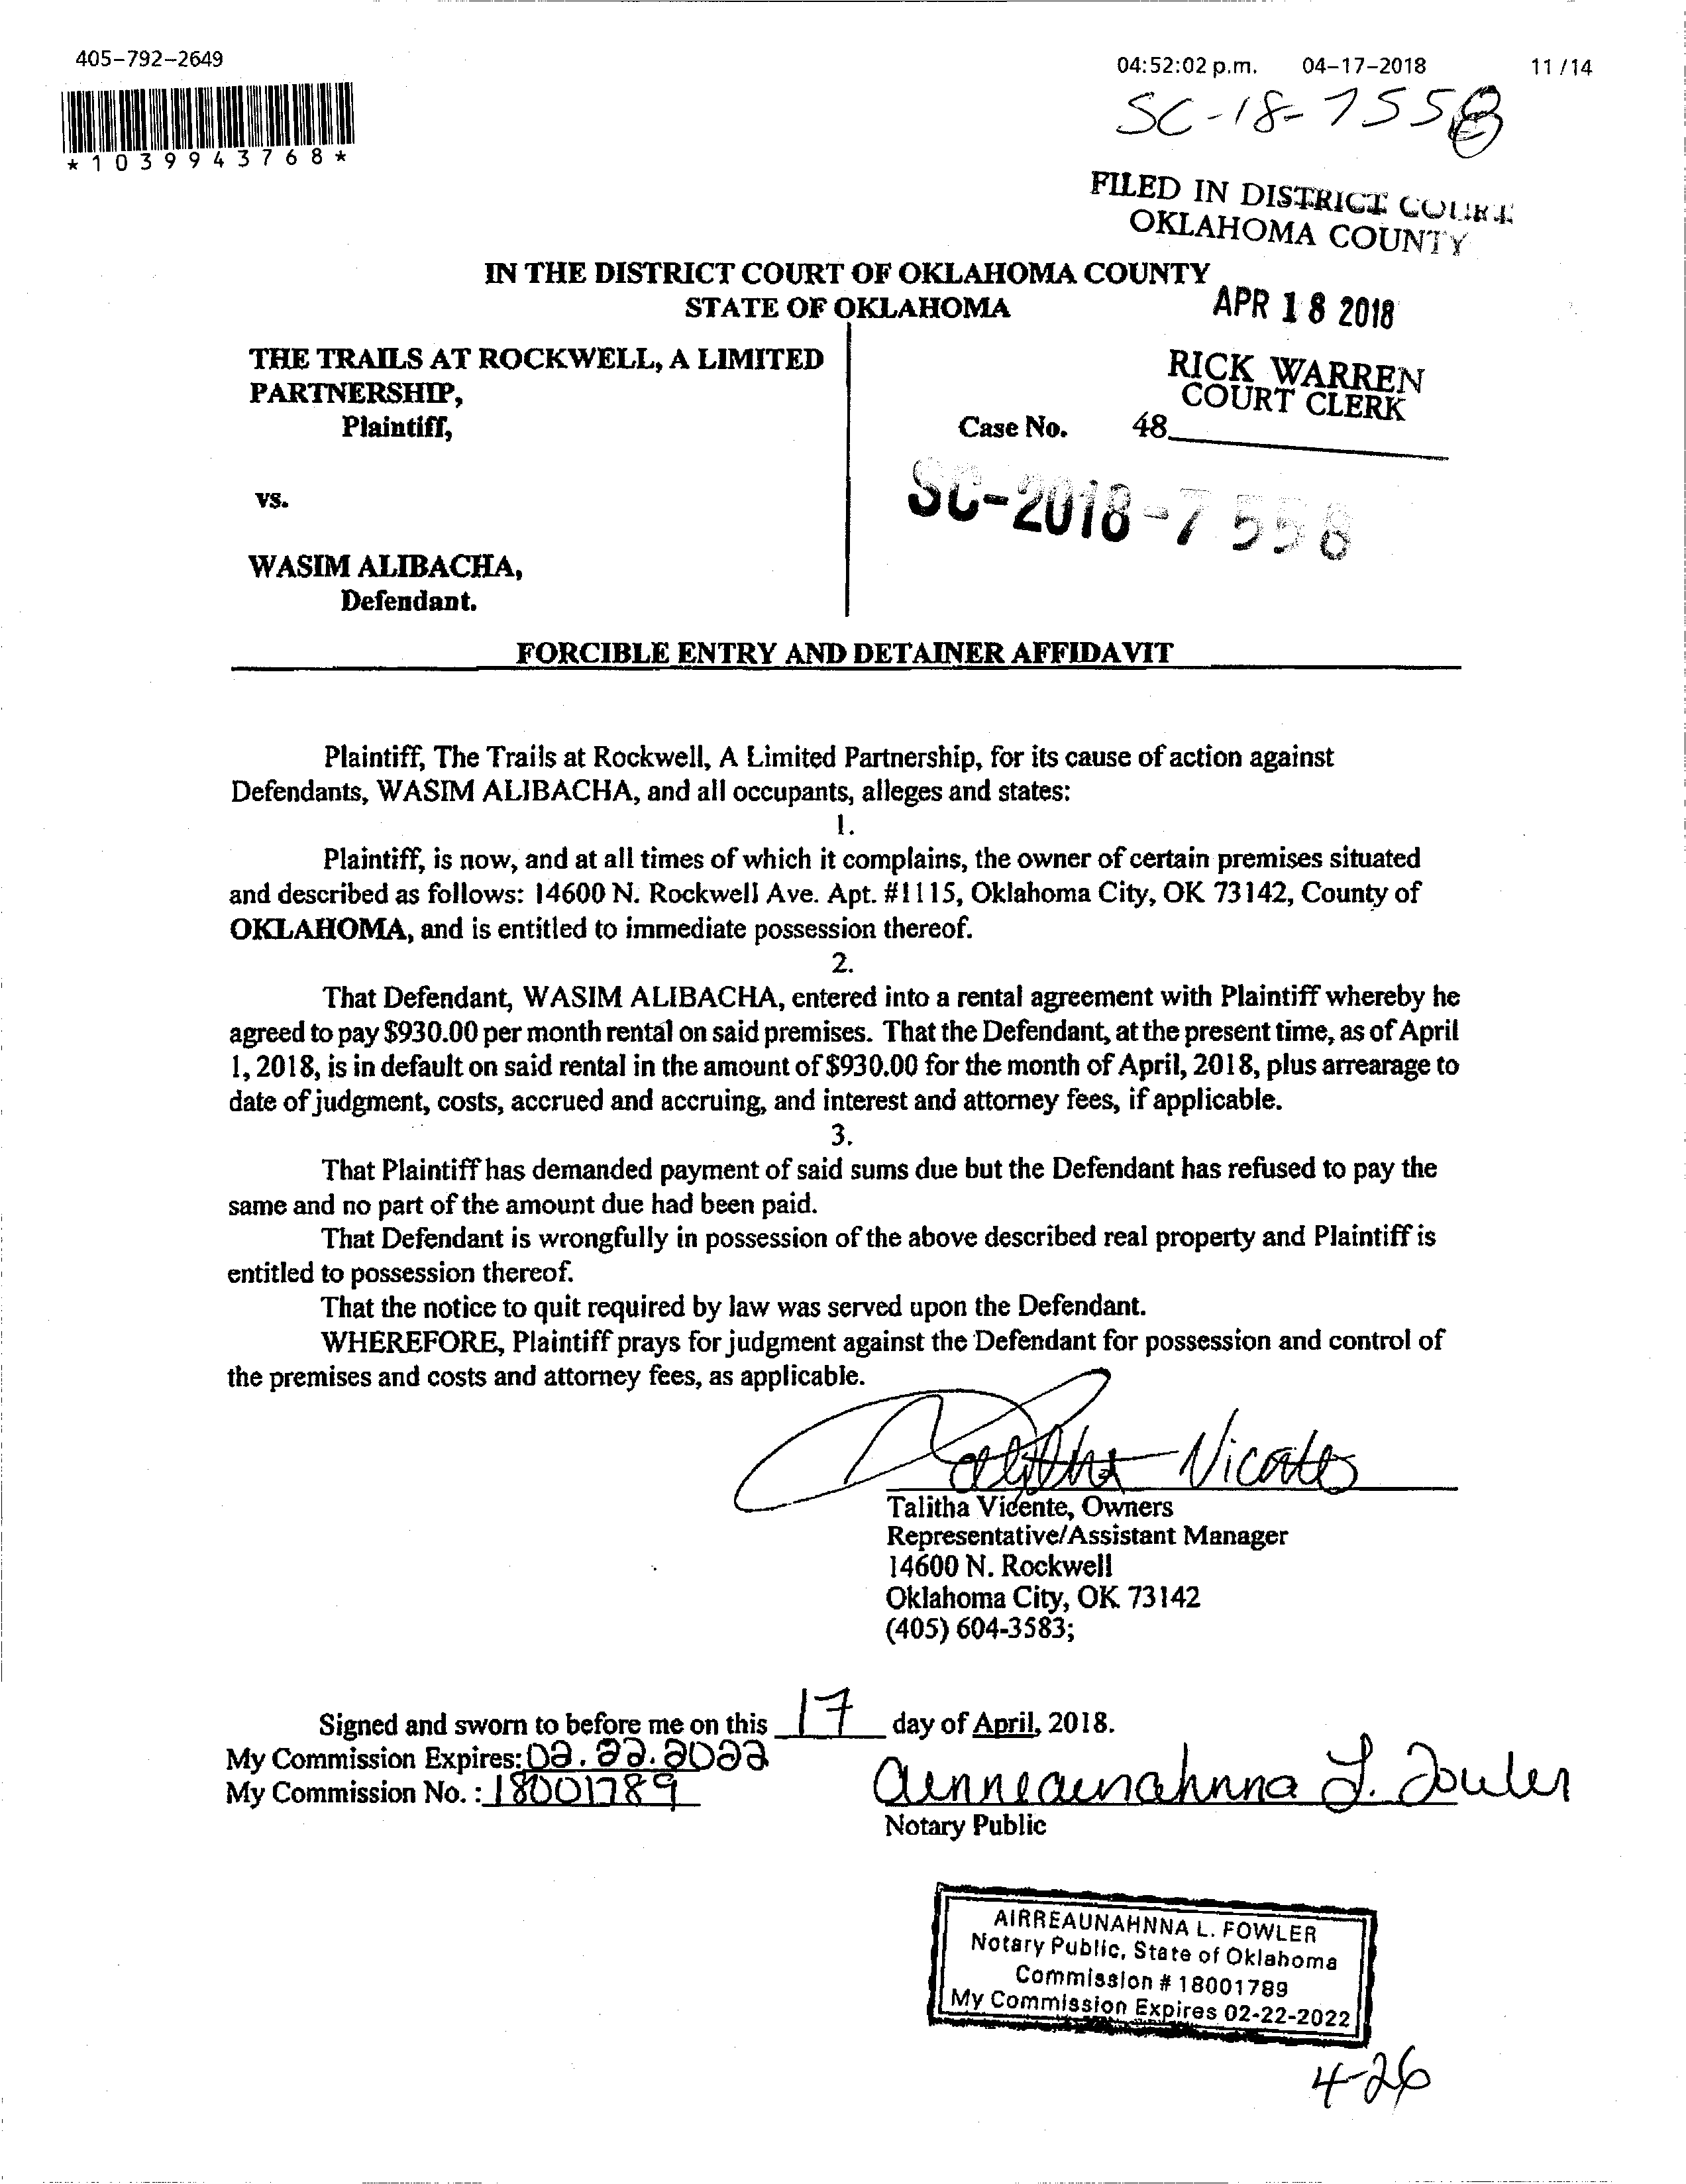 405-792-2649
04:52:02 p.m. 04-17-2018 11 /14
*1039943768*
SC-18-7558
FILED IN DISTRICT COURT
OKLAHOMA COUNTY
IN THE DISTRICT COURT OF OKLAHOMA COUNTY
STATE OF OKLAHOMA
APR 18 2018
THE TRAILS AT ROCKWELL, A LIMITED
PARTNERSHIP,
Plaintiff,
RICK WARREN
COURT CLERK
Case No.
48
vs.
SC-2018-7558
WASIM ALIBACHA,
Defendant.
FORCIBLE ENTRY AND DETAINER AFFIDAVIT
Plaintiff, The Trails at Rockwell, A Limited Partnership, for its cause of action against
Defendants, WASIM ALIBACHA, and all occupants, alleges and states:
1.
Plaintiff, is now, and at all times of which it complains, the owner of certain premises situated
and described as follows: 14600 N. Rockwell Ave. Apt. #1115, Oklahoma City, OK 73142, County of
OKLAHOMA, and is entitled to immediate possession thereof.
2.
That Defendant, WASIM ALIBACHA, entered into a rental agreement with Plaintiff whereby he
agreed to pay $930.00 per month rental on said premises. That the Defendant, at the present time, as of April
1, 2018, is in default on said rental in the amount of $930.00 for the month of April, 2018, plus arrearage to
date of judgment, costs, accrued and accruing, and interest and attorney fees, if applicable.
3.
That Plaintiff has demanded payment of said sums due but the Defendant has refused to pay the
same and no part of the amount due had been paid.
That Defendant is wrongfully in possession of the above described real property and Plaintiff is
entitled to possession thereof.
That the notice to quit required by law was served upon the Defendant.
WHEREFORE, Plaintiff prays for judgment against the Defendant for possession and control of
the premises and costs and attorney fees, as applicable.
Talitha Vicente, Owners
Representative/Assistant Manager
14600 N. Rockwell
Oklahoma City, OK 73142
(405) 604-3583;
Signed and sworn to before me on this 17 day of April, 2018.
My Commission Expires: 02.22.2022
My Commission No. : 18001789
Notary Public
AIRREAUNAHNNA L. FOWLER
Notary Public, State of Oklahoma
Commission # 18001789
My Commission Expires 02-22-2022
4-26